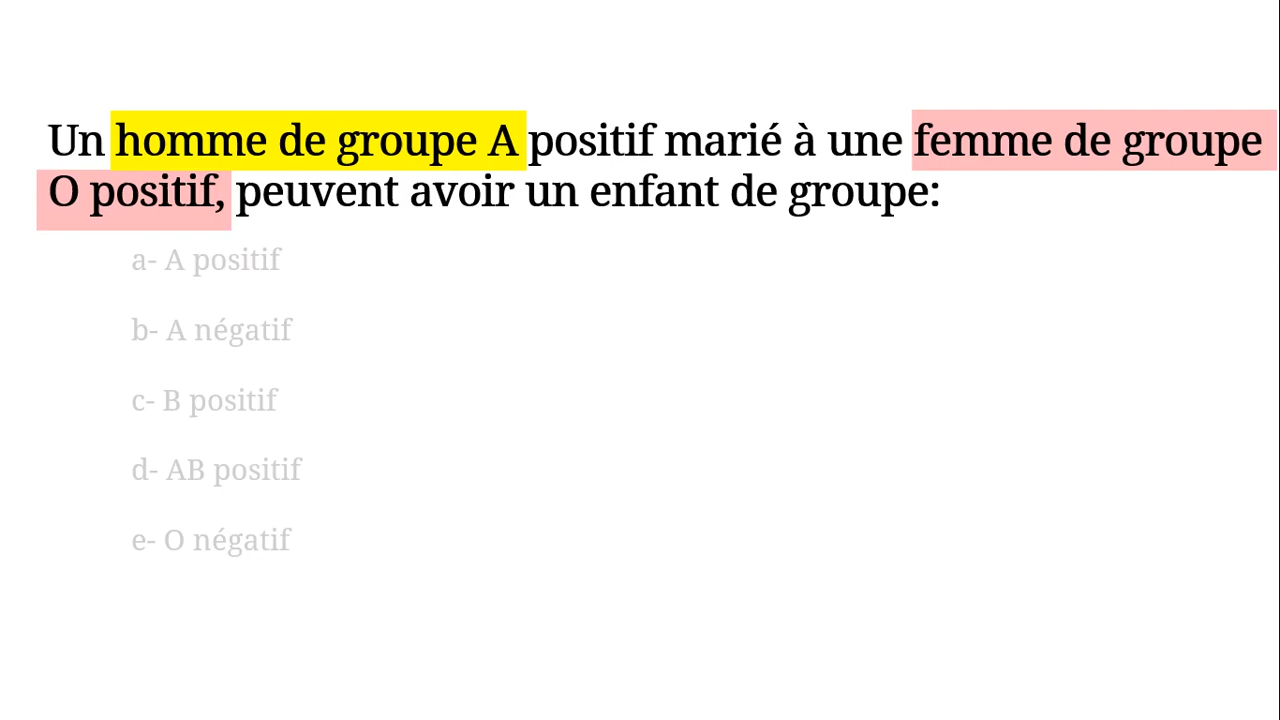 Un homme de groupe A positif marié à une femme de groupe
O positif, peuvent avoir un enfant de groupe:
a- A positif
b- A négatif
c- B positif
d- AB positif
e- O négatif